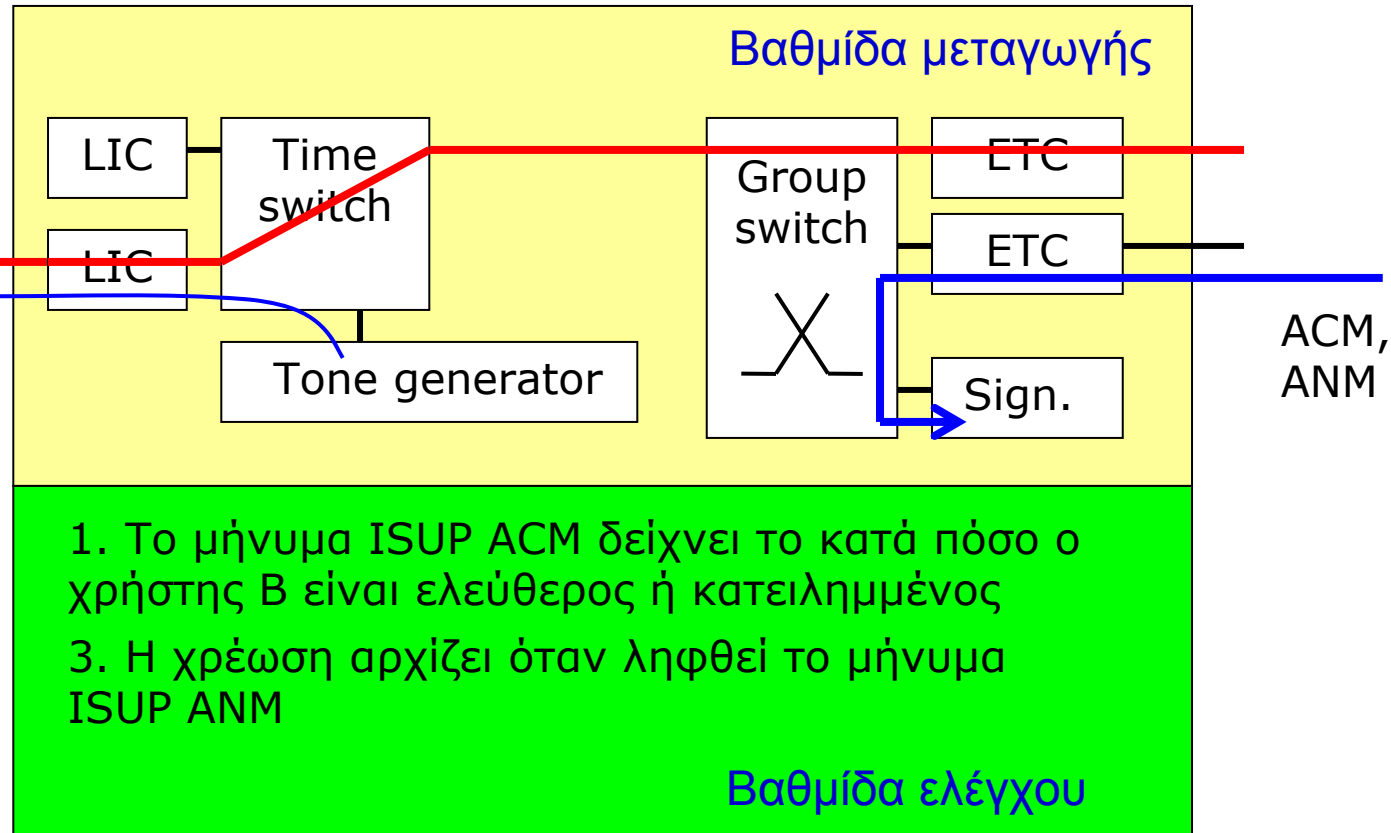 Βαθμίδα μεταγωγής
LIC
Time
switch
Group
switch
ETC
LIC
ETC
Tone generator
Sign.
ACM,
ANM
1. Το μήνυμα ISUP ACM δείχνει το κατά πόσο ο
χρήστης Β είναι ελεύθερος ή κατειλημμένος
3. Η χρέωση αρχίζει όταν ληφθεί το μήνυμα
ISUP ANM
Βαθμίδα ελέγχου